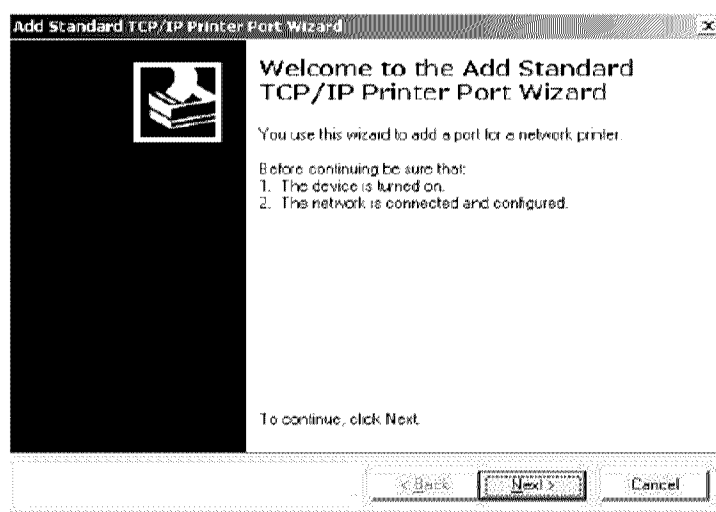 Add Standard TCP/IP Printer Port Wizard
Welcome to the Add Standard
TCP/IP Printer Port Wizard
You use this wizard to add a port for a network printer.
Before continuing be sure that:
1. The device is turned on.
2. The network is connected and configured.
To continue, click Next.
< Back
Next >
Cancel